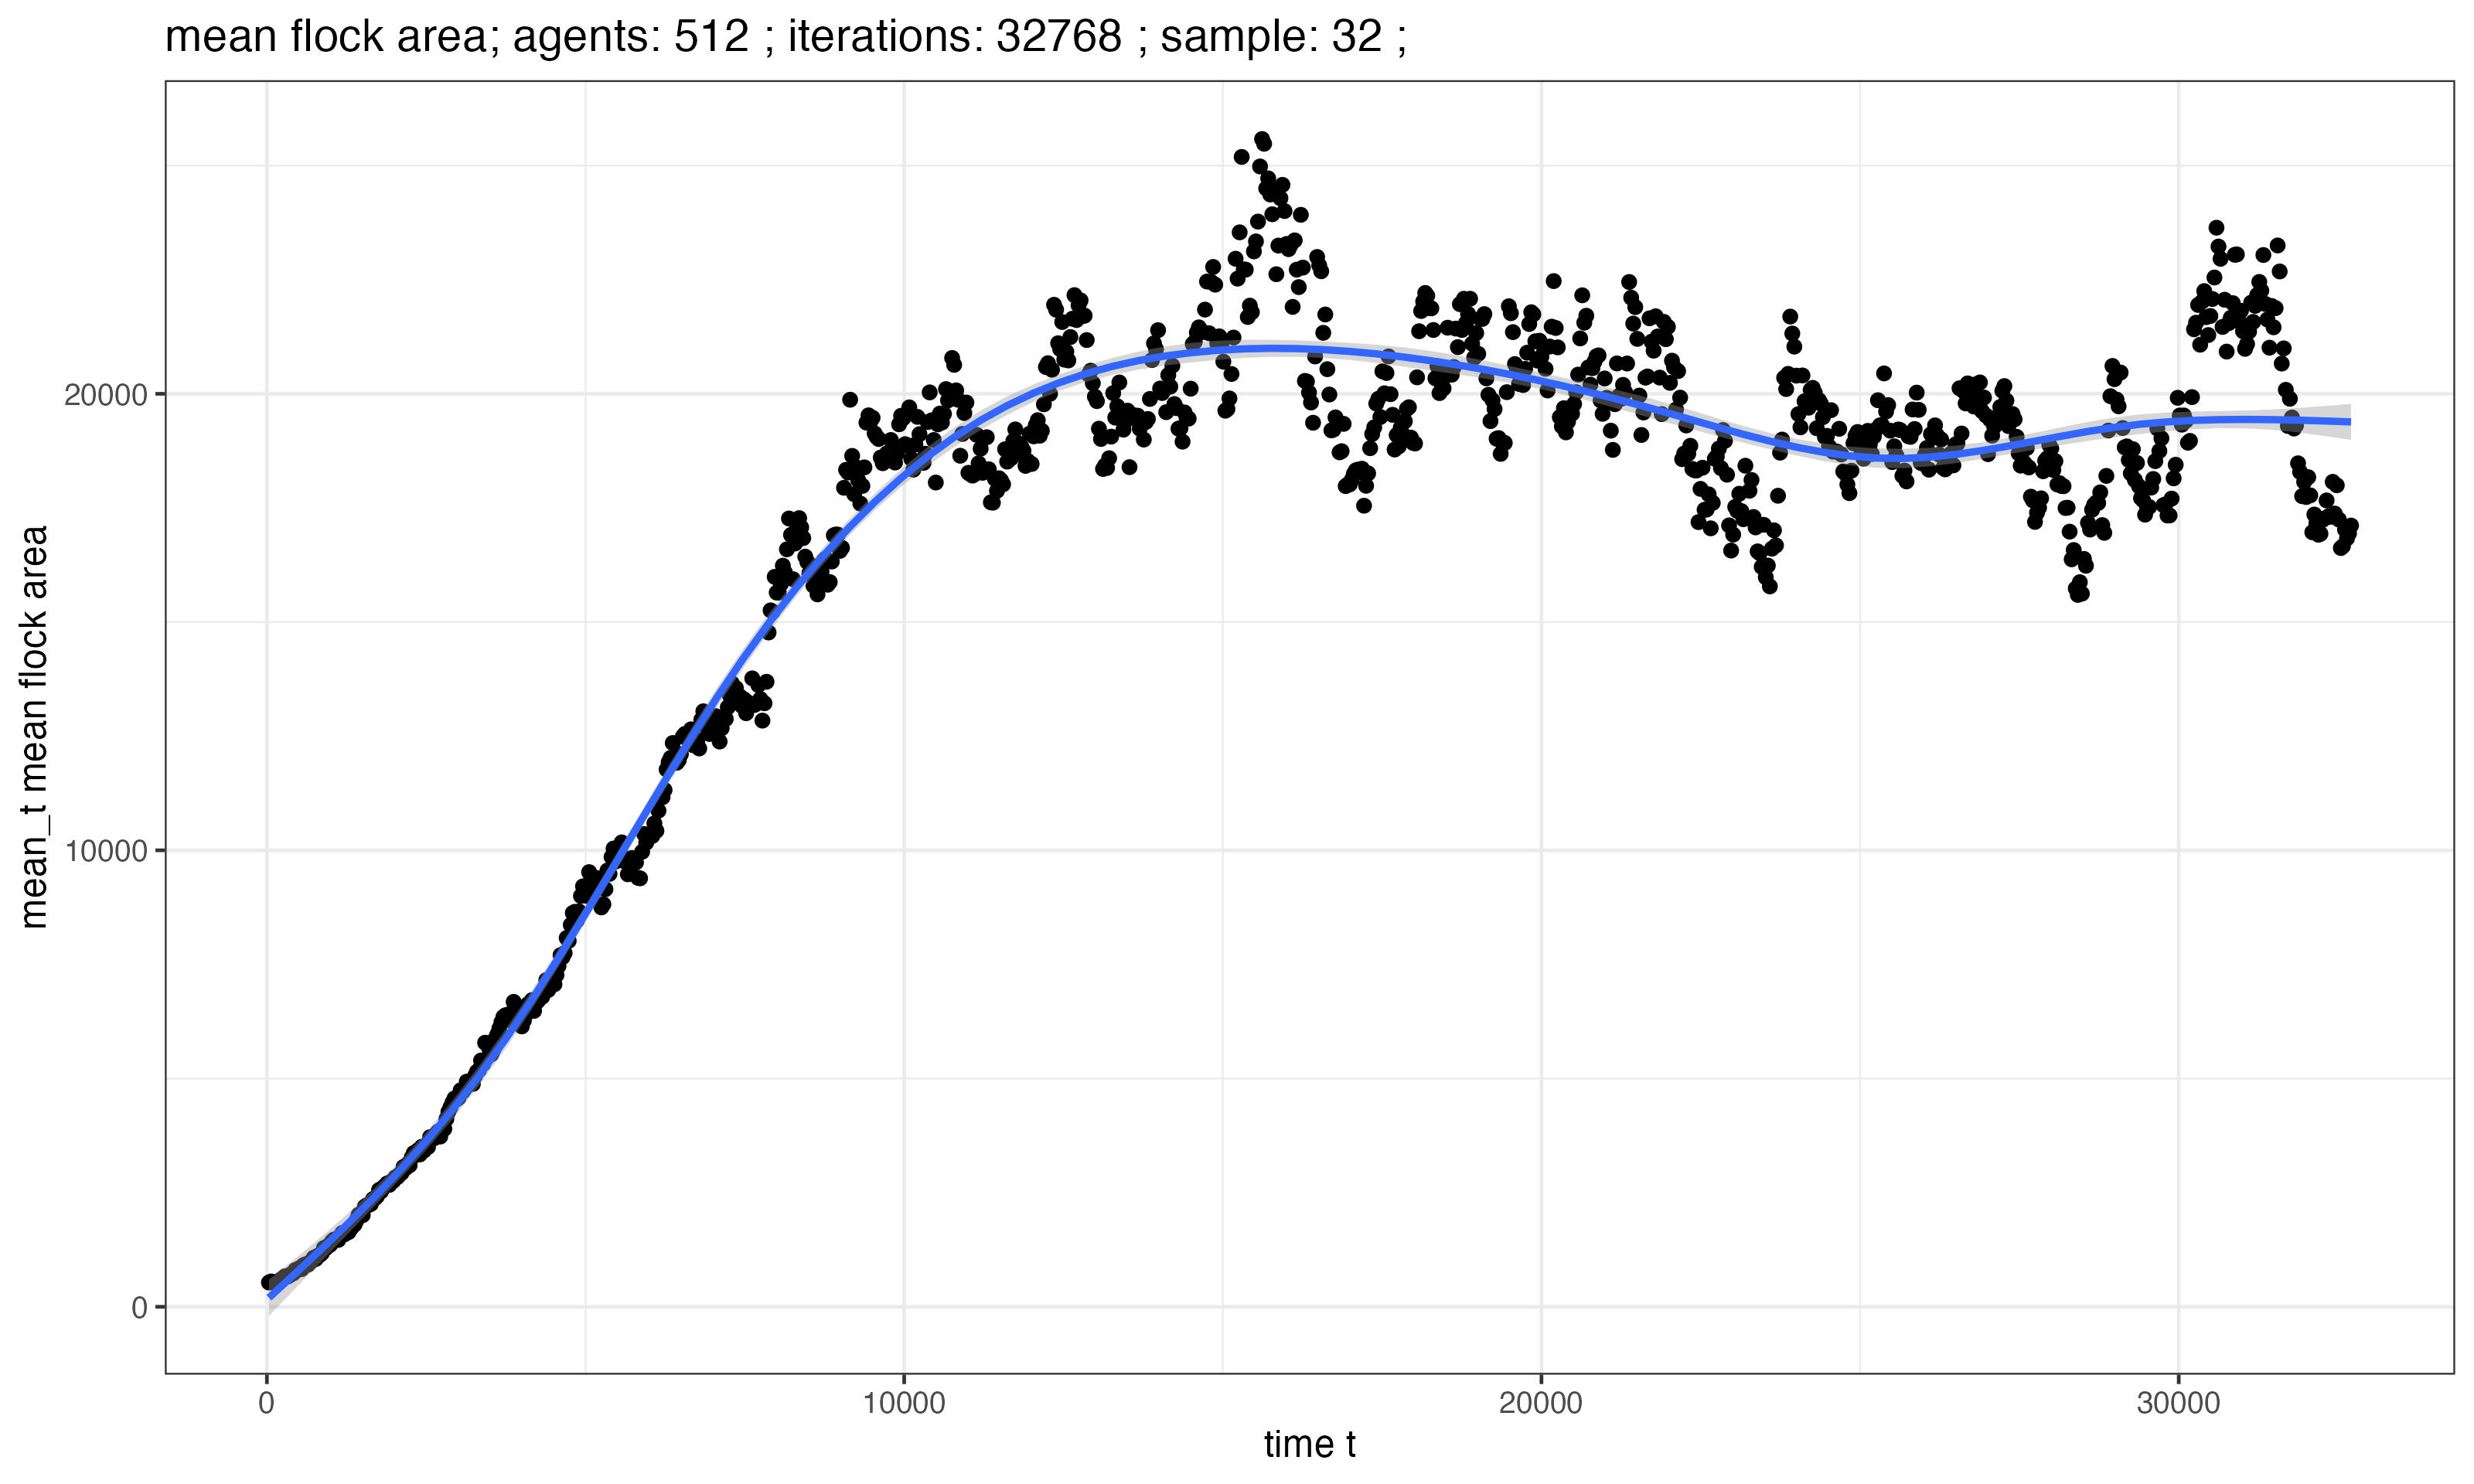 mean flock area; agents: 512 ; iterations: 32768 ; sample: 32 ;
mean_t mean flock area
20000
10000
0
0
10000
20000
30000
time t